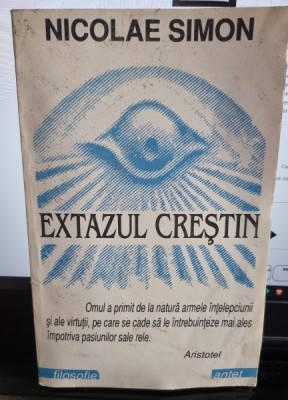 NICOLAE SIMON
EXTAZUL CREŞTIN
Omul a primit de la natură armele înţelepciunii
şi ale virtuţii, pe care se cade să le întrebuinţeze mai ales
împotriva pasiunilor sale rele.
Aristotel
filosofie antet